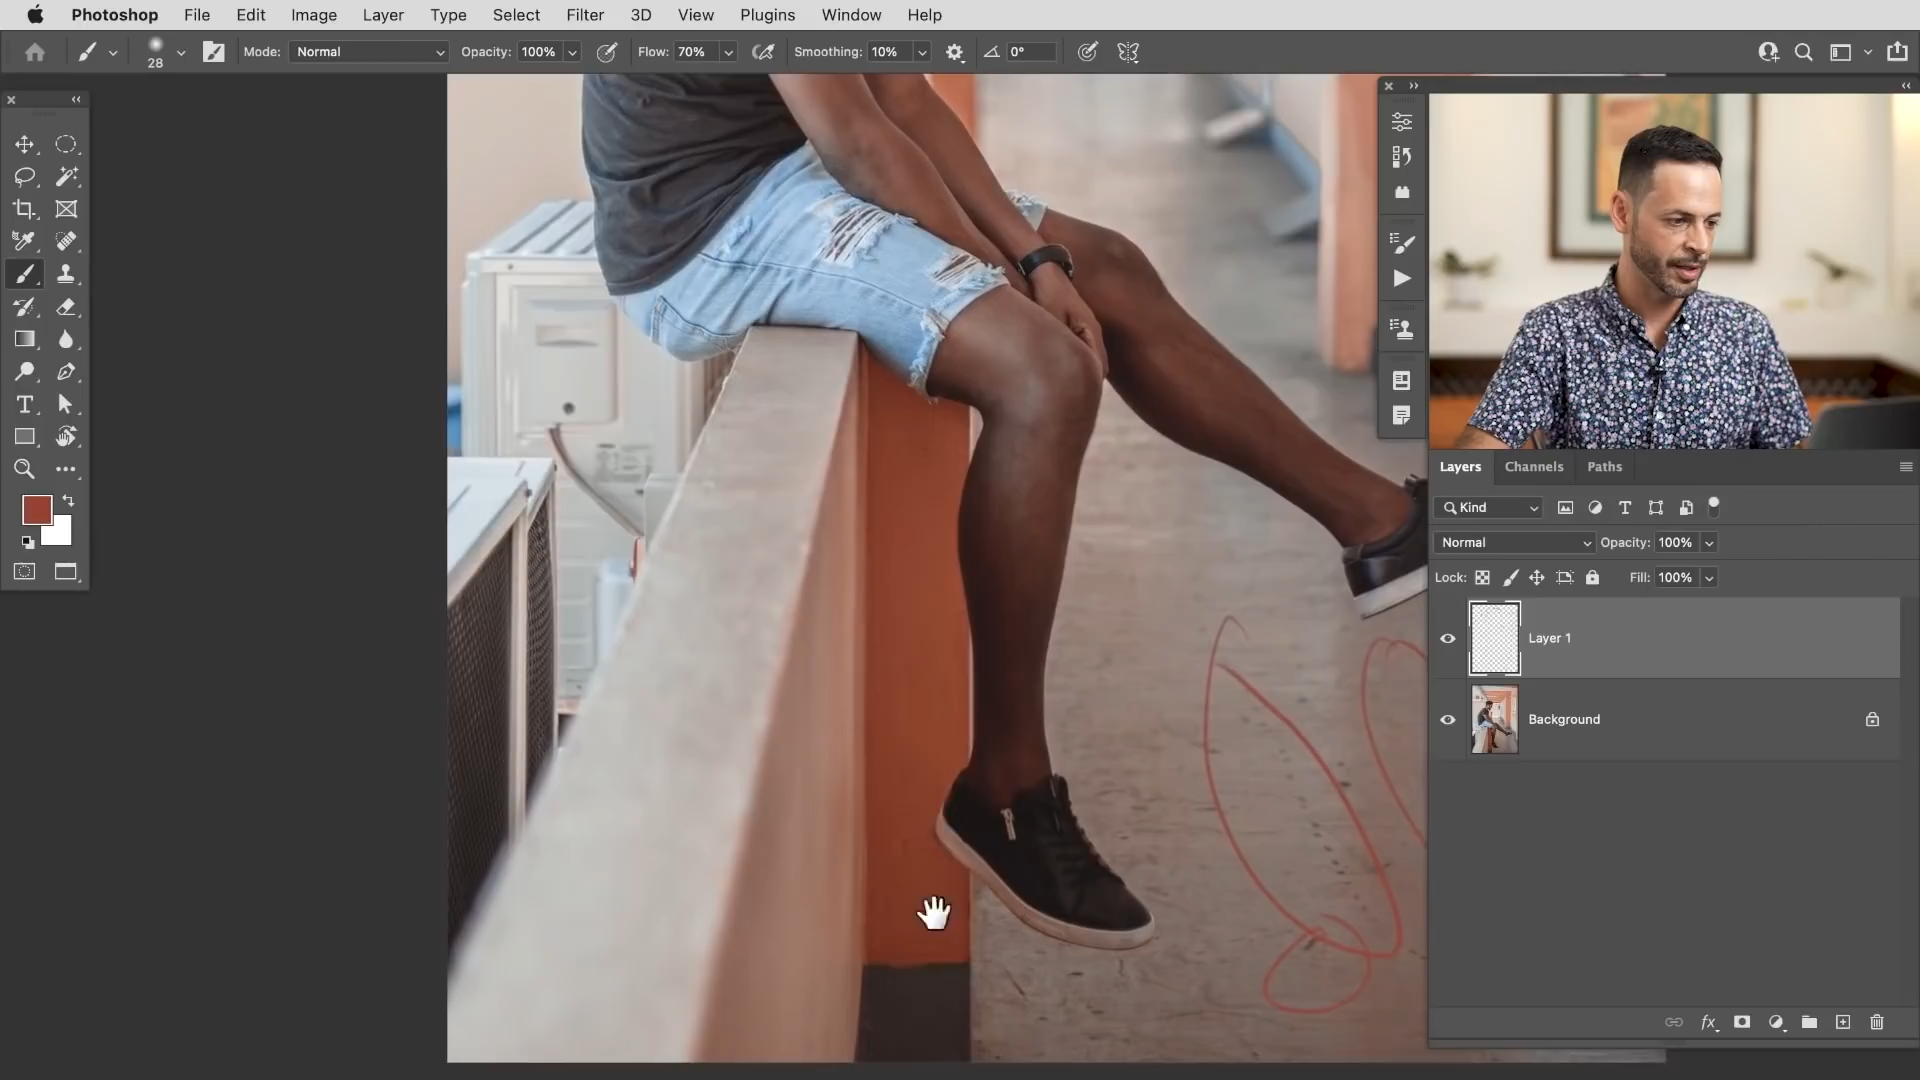 Photoshop File Edit Image Layer Type Select Filter 3D View Plugins Window Help
28 Mode: Normal Opacity: 100% Flow: 70% Smoothing: 10% 0°
Layers Channels Paths
Kind
Normal Opacity: 100%
Lock: Fill: 100%
Layer 1
Background
fx